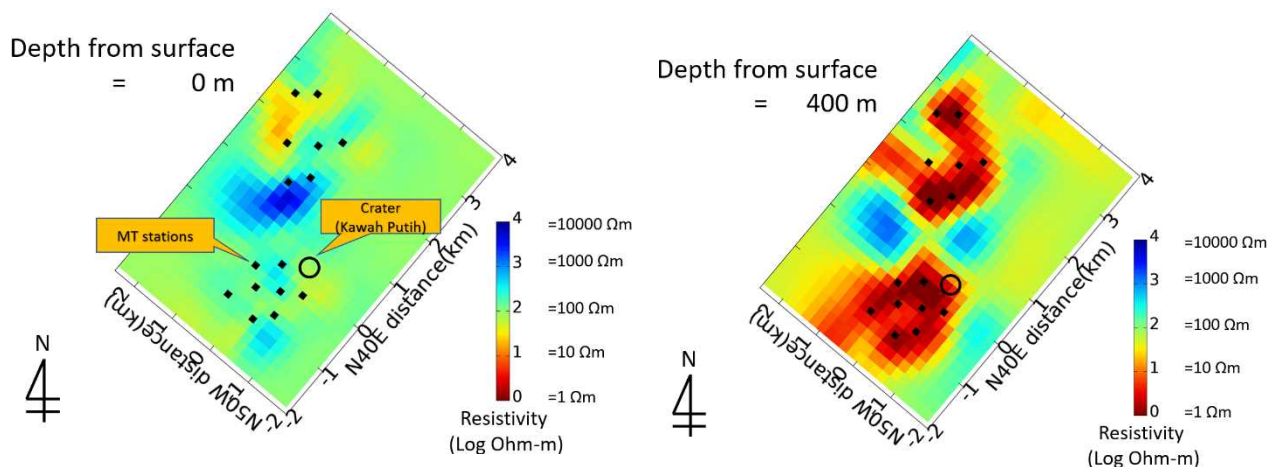 Depth from surface
= 0 m
MT stations
Crater
(Kawah Putih)
4
3
2
1
0
-1
-2
N40E distance(km)
2
1
0
-1
-2
N50W distance(km)
N
4 =10000 Ωm
3 =1000 Ωm
2 =100 Ωm
1 =10 Ωm
0 =1 Ωm
Resistivity
(Log Ohm-m)
Depth from surface
= 400 m
4
3
2
1
0
-1
-2
N40E distance(km)
2
1
0
-1
-2
N50W distance(km)
N
4 =10000 Ωm
3 =1000 Ωm
2 =100 Ωm
1 =10 Ωm
0 =1 Ωm
Resistivity
(Log Ohm-m)